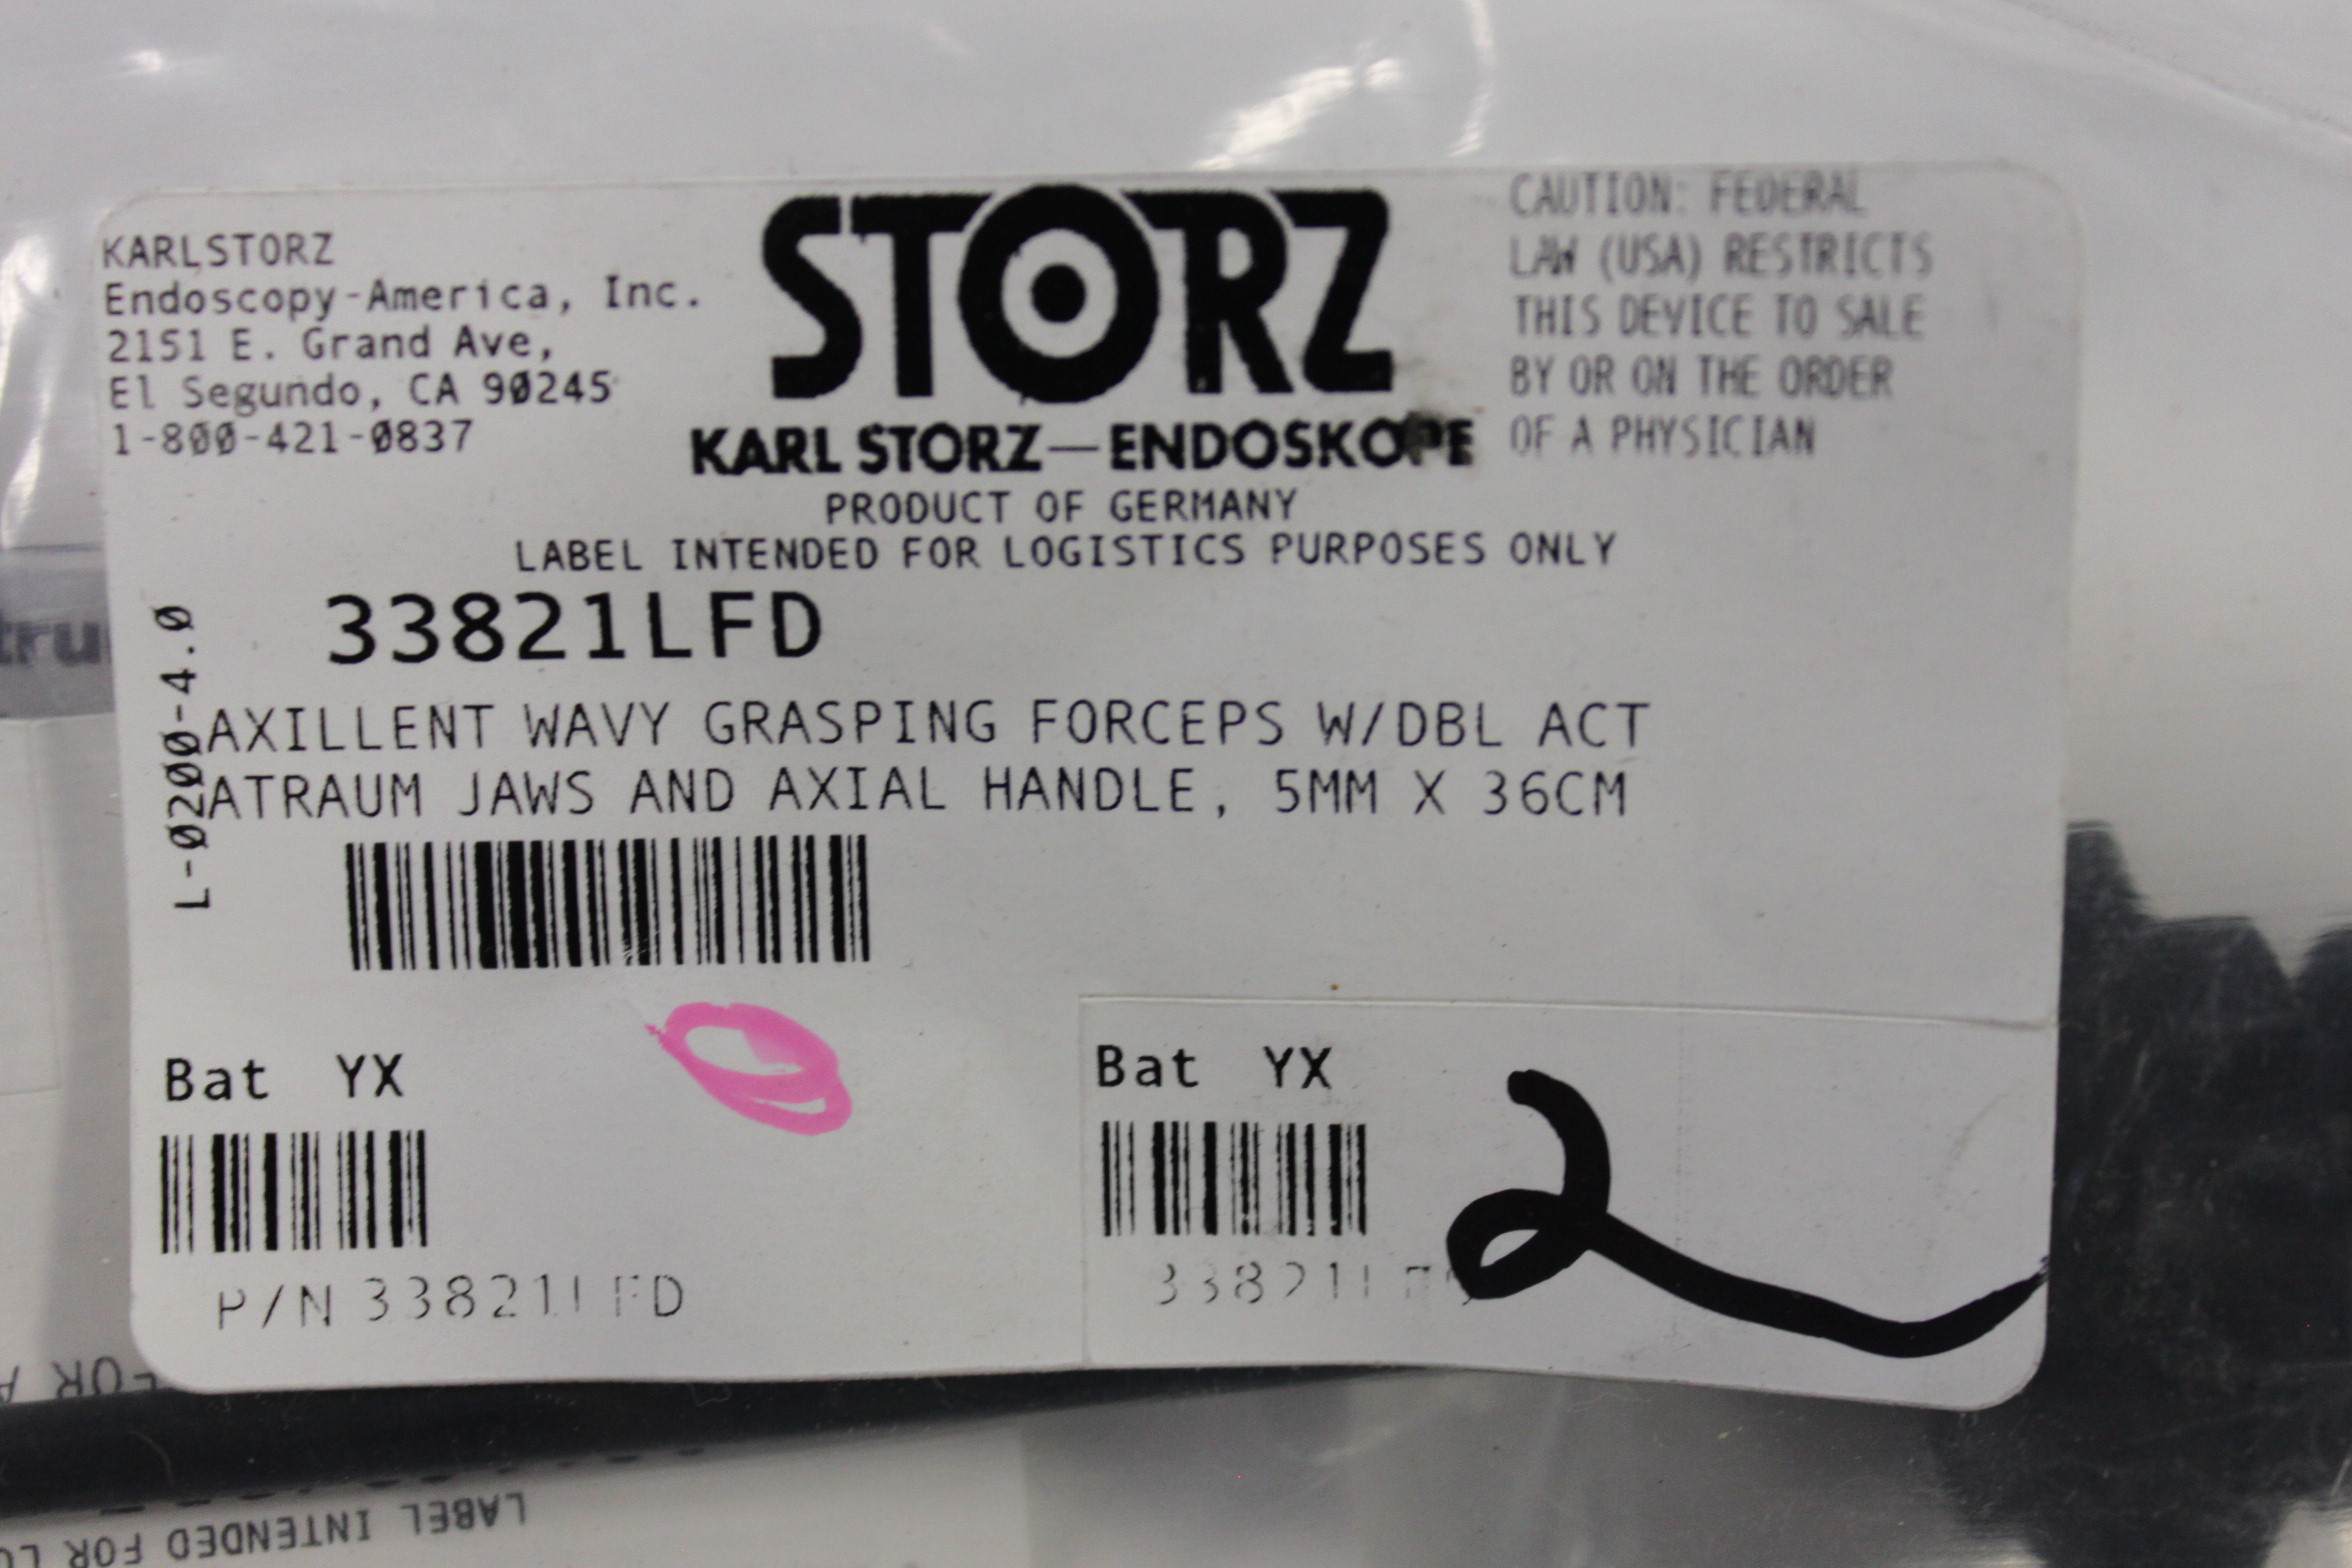 KARLSTORZ
Endoscopy-America, Inc.
2151 E. Grand Ave,
El Segundo, CA 90245
1-800-421-0837
STORZ
KARL STORZ—ENDOSKOPE
CAUTION: FEDERAL
LAW (USA) RESTRICTS
THIS DEVICE TO SALE
BY OR ON THE ORDER
OF A PHYSICIAN
PRODUCT OF GERMANY
LABEL INTENDED FOR LOGISTICS PURPOSES ONLY
33821LFD
L-0200-4.0
AXILLENT WAVY GRASPING FORCEPS W/DBL ACT
ATRAUM JAWS AND AXIAL HANDLE, 5MM X 36CM
Bat YX
P/N 33821LFD
Bat YX
33821LFD
2
LABEL INTENDED FOR